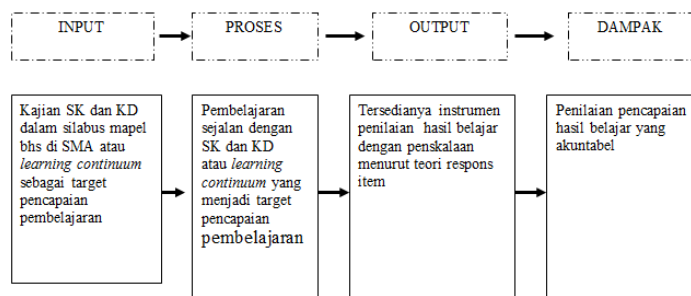 INPUT
PROSES
OUTPUT
DAMPAK
Kajian SK dan KD
dalam silabus mapel
bhs di SMA atau
learning continuum
sebagai target
pencapaian
pembelajaran
Pembelajaran
sejalan dengan
SK dan KD
atau learning
continuum yang
menjadi target
pencapaian
pembelajaran
Tersedianya instrumen
penilaian hasil belajar
dengan penskalaan
menurut teori respons
item
Penilaian pencapaian
hasil belajar yang
akuntabel